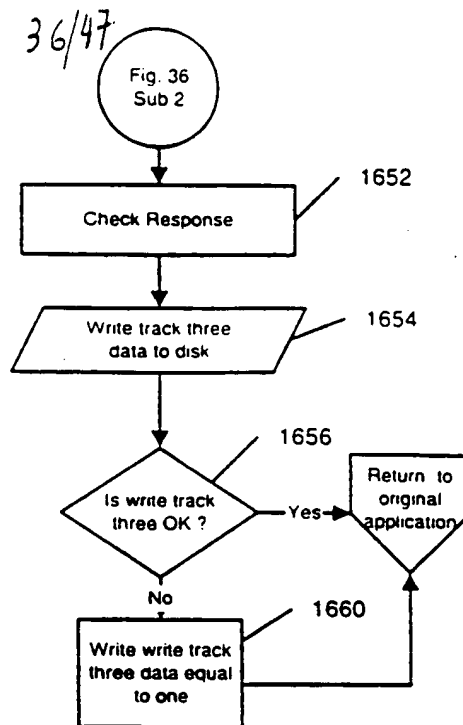 36/47
Fig. 36
Sub 2
1652
Check Response
1654
Write track three
data to disk
1656
Is write track
three OK ?
Yes
Return to
original
application
No
1660
Write write track
three data equal
to one